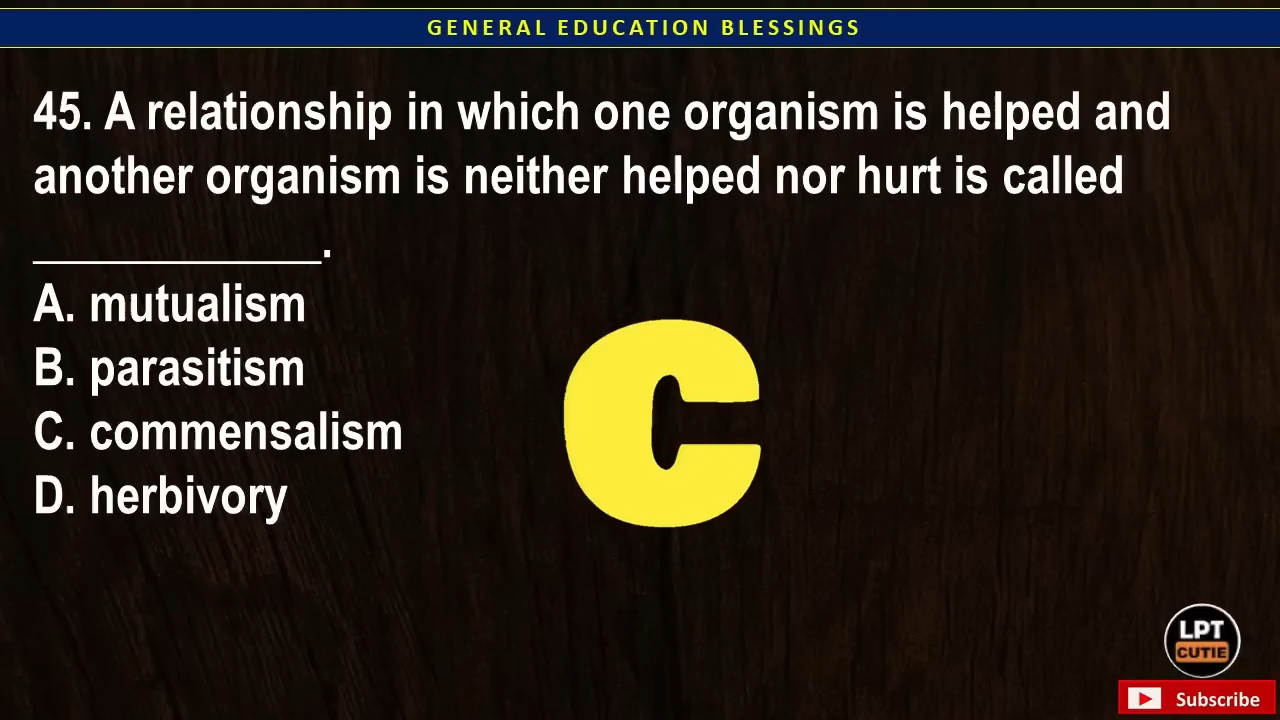 GENERAL EDUCATION BLESSINGS
45. A relationship in which one organism is helped and
another organism is neither helped nor hurt is called
_____________.
A. mutualism
B. parasitism
C. commensalism
D. herbivory
C
LPT
CUTIE
Subscribe